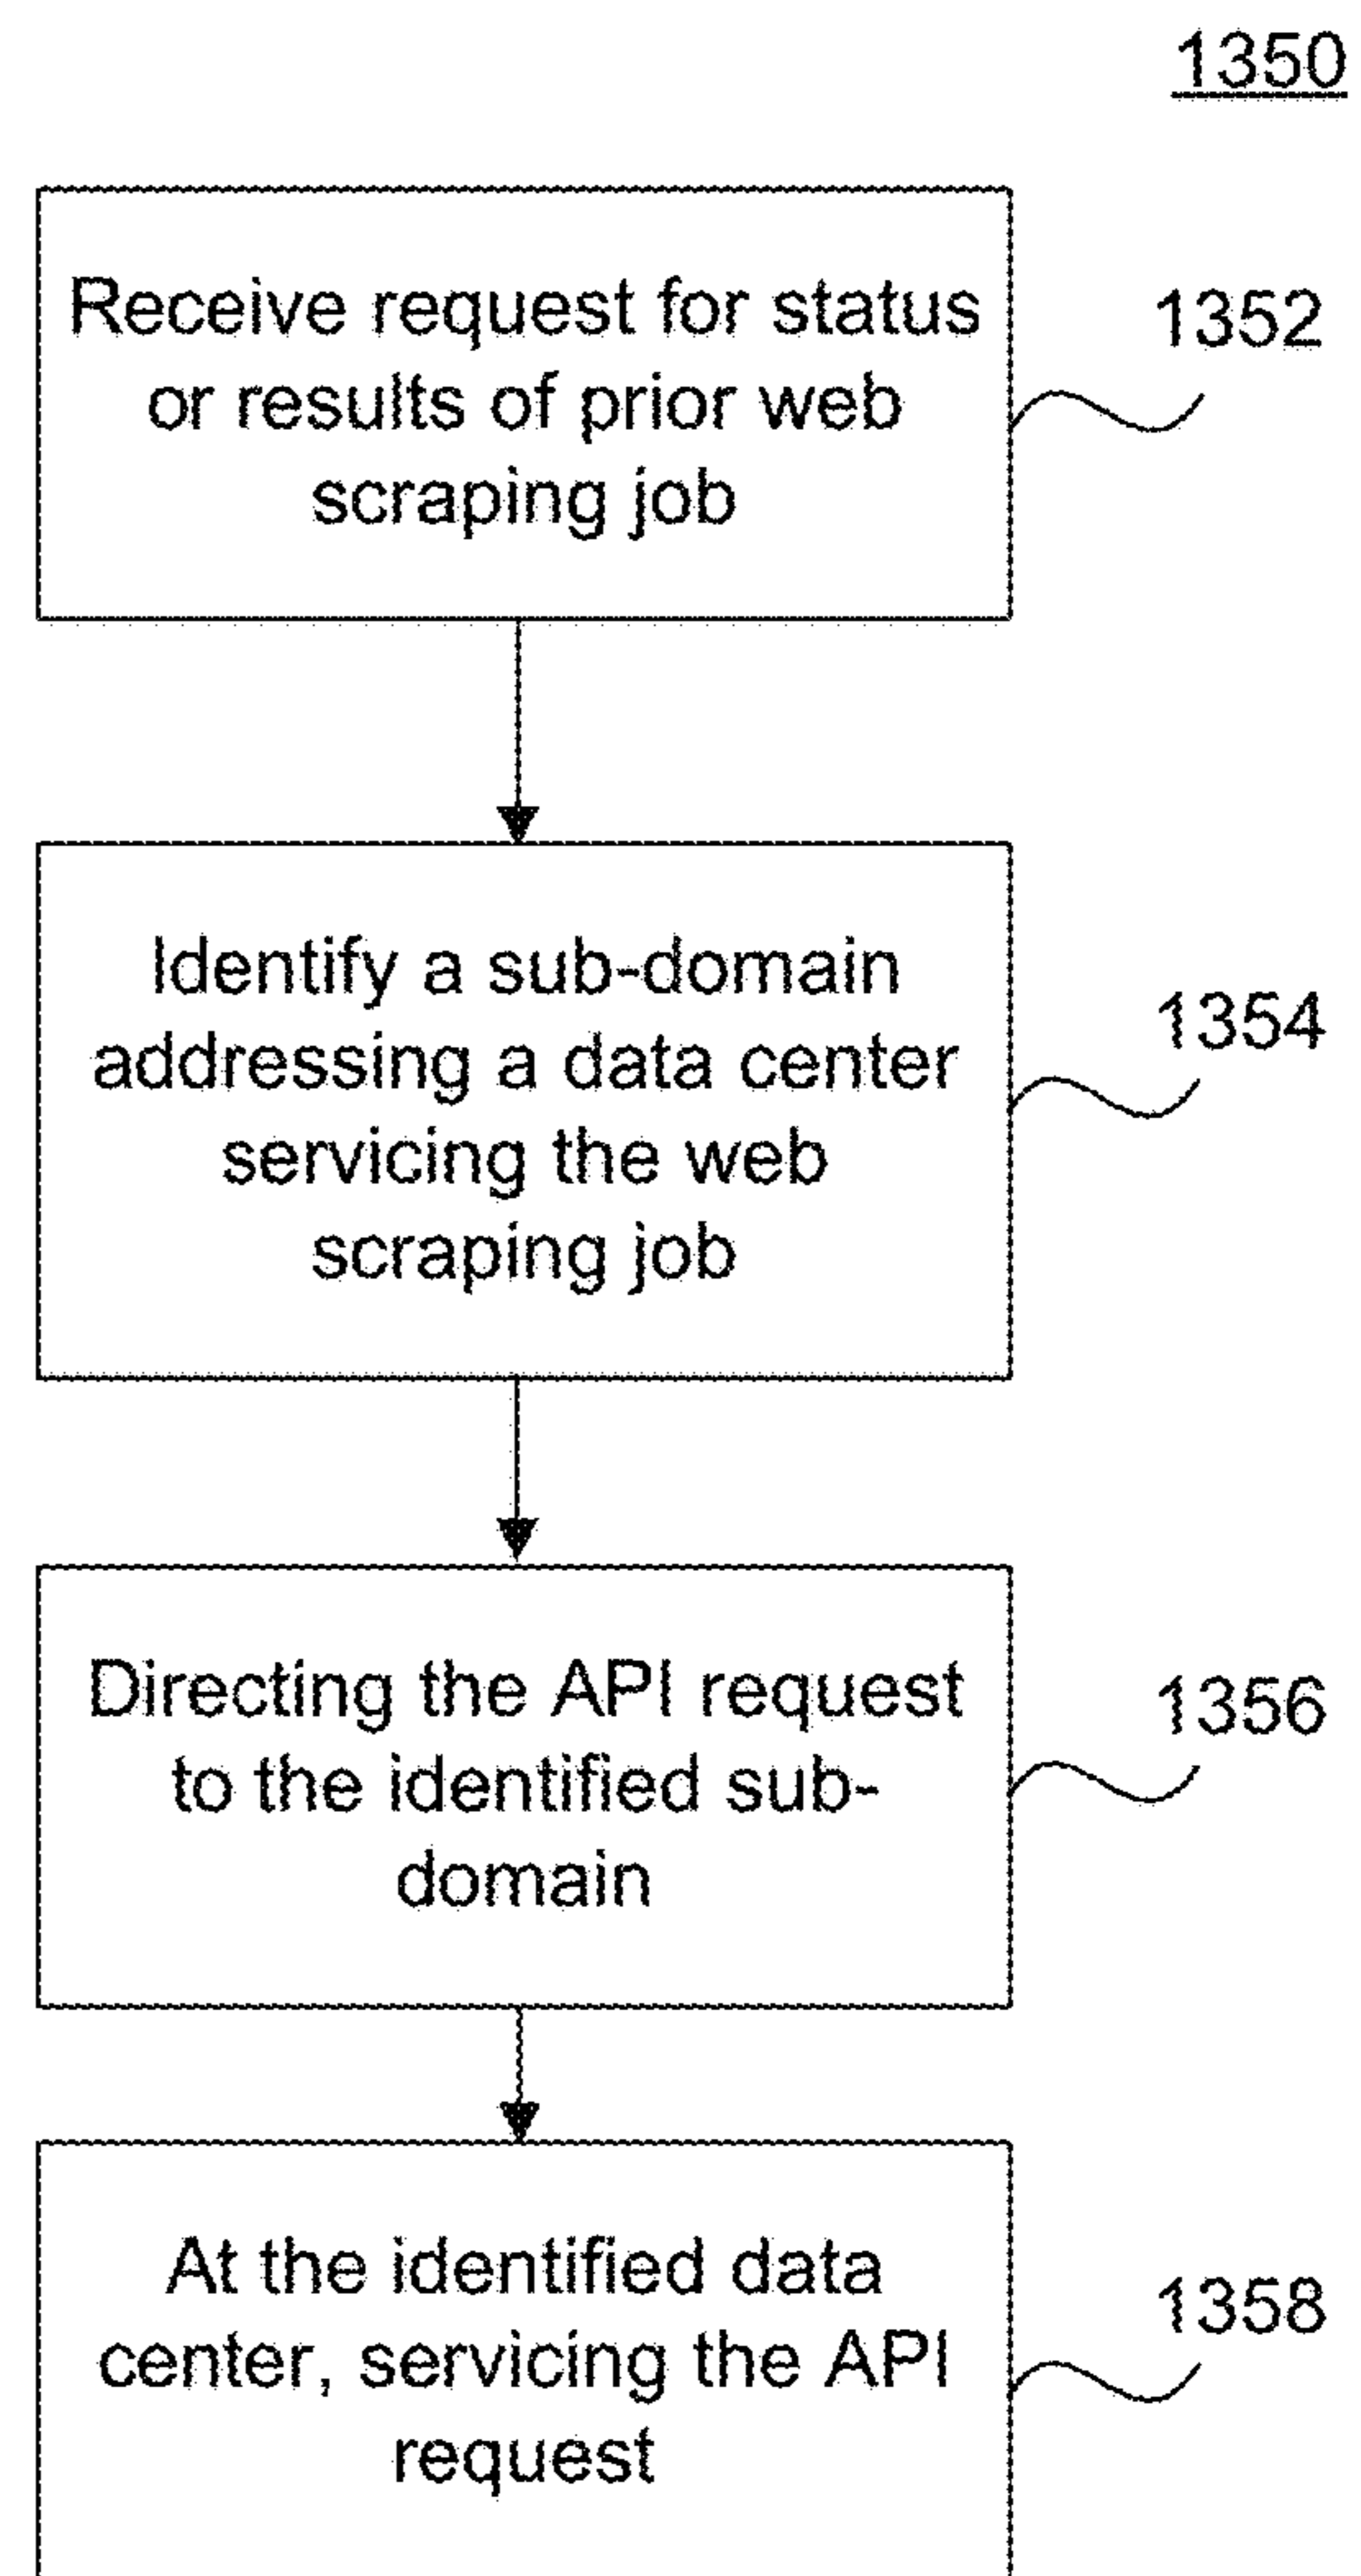 1350
Receive request for status
or results of prior web
scraping job
1352
Identify a sub-domain
addressing a data center
servicing the web
scraping job
1354
Directing the API request
to the identified sub-
domain
1356
At the identified data
center, servicing the API
request
1358